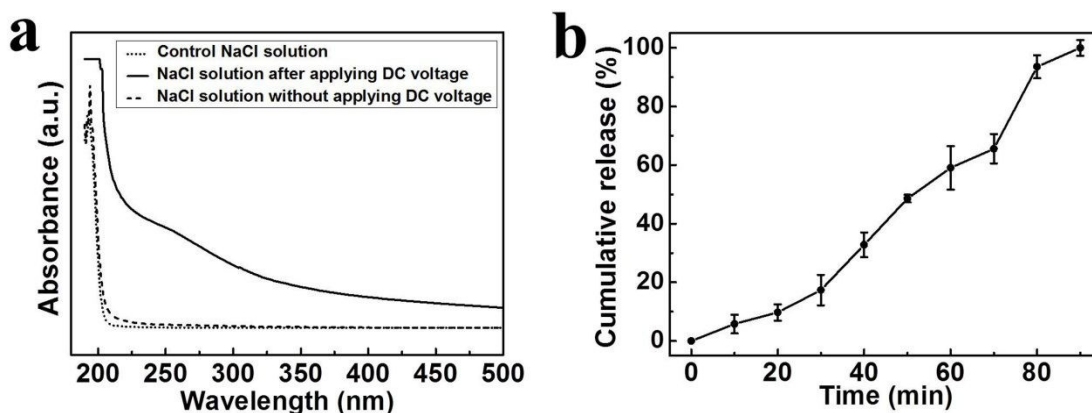 a
Control NaCl solution
NaCl solution after applying DC voltage
NaCl solution without applying DC voltage
Absorbance (a.u.)
200 250 300 350 400 450 500
Wavelength (nm)
b
100
80
60
40
20
0
Cumulative release (%)
0 20 40 60 80
Time (min)